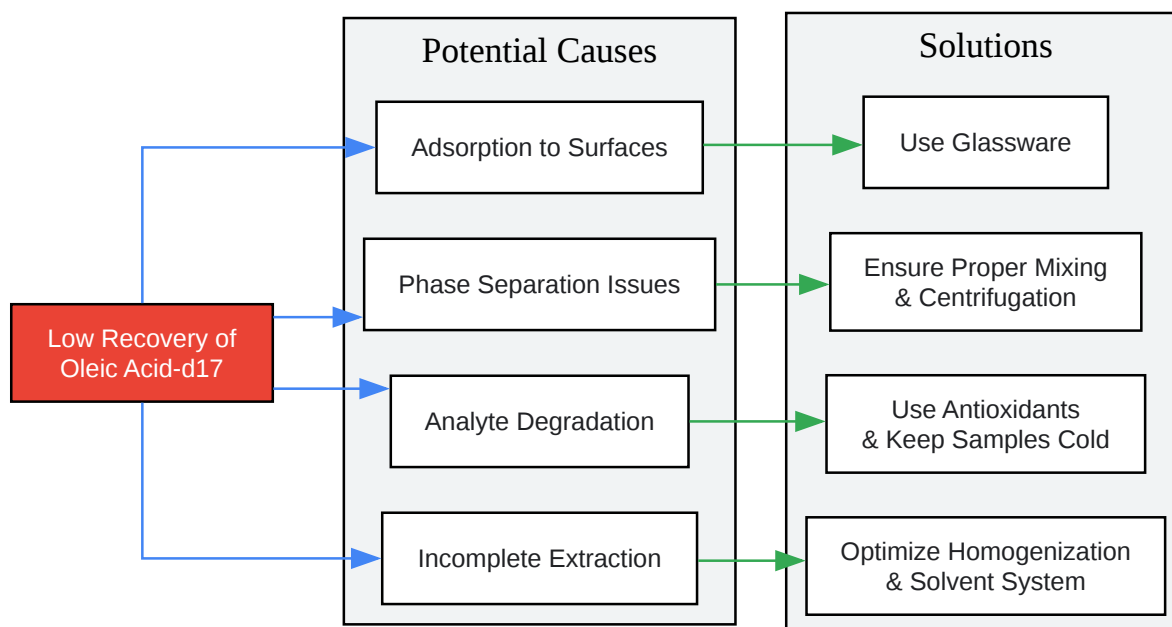 Potential Causes
Solutions
Adsorption to Surfaces
Use Glassware
Phase Separation Issues
Ensure Proper Mixing
& Centrifugation
Low Recovery of
Oleic Acid-d17
Analyte Degradation
Use Antioxidants
& Keep Samples Cold
Incomplete Extraction
Optimize Homogenization
& Solvent System